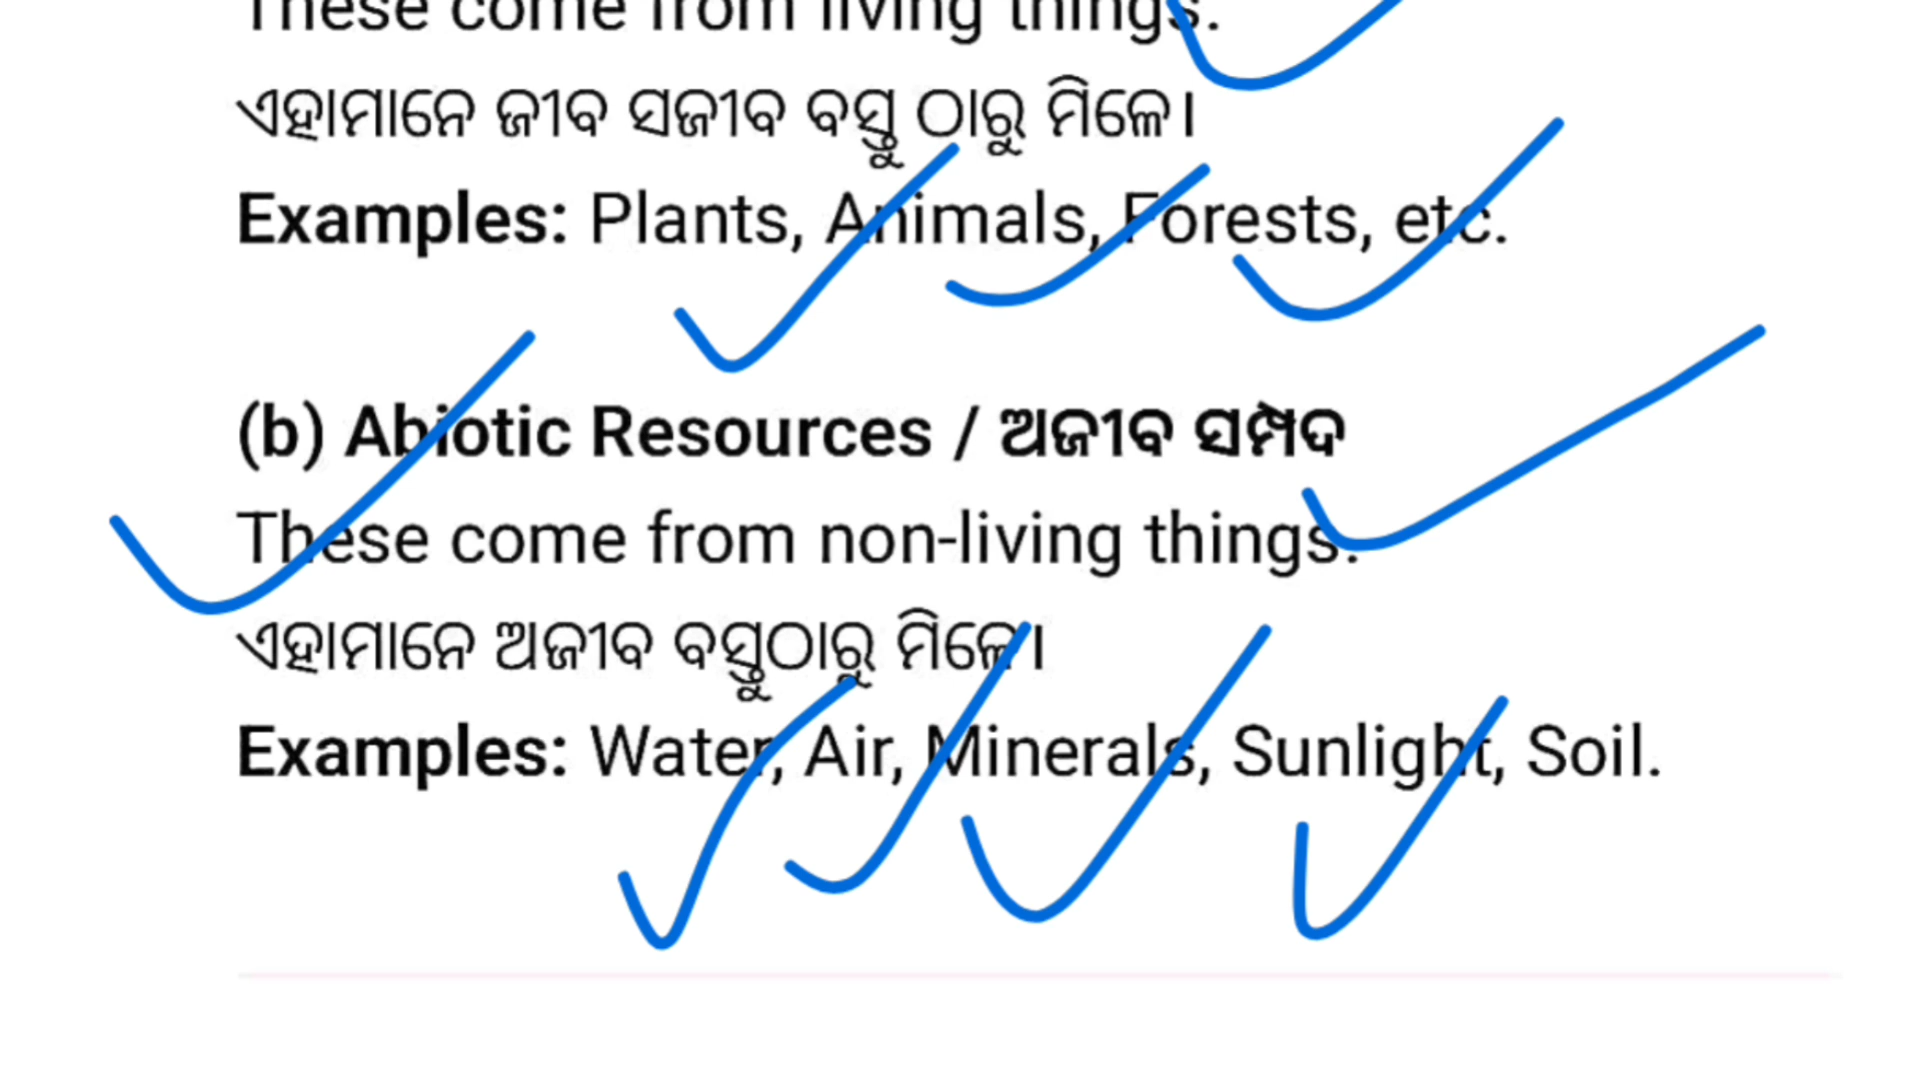 These come from living things.
ଏହାମାନେ ଜୀବ ସଜୀବ ବସ୍ତୁ ଠାରୁ ମିଳେ।
Examples: Plants, Animals, Forests, etc.
(b) Abiotic Resources / ଅଜୀବ ସମ୍ପଦ
These come from non-living things.
ଏହାମାନେ ଅଜୀବ ବସ୍ତୁଠାରୁ ମିଳେ।
Examples: Water, Air, Minerals, Sunlight, Soil.